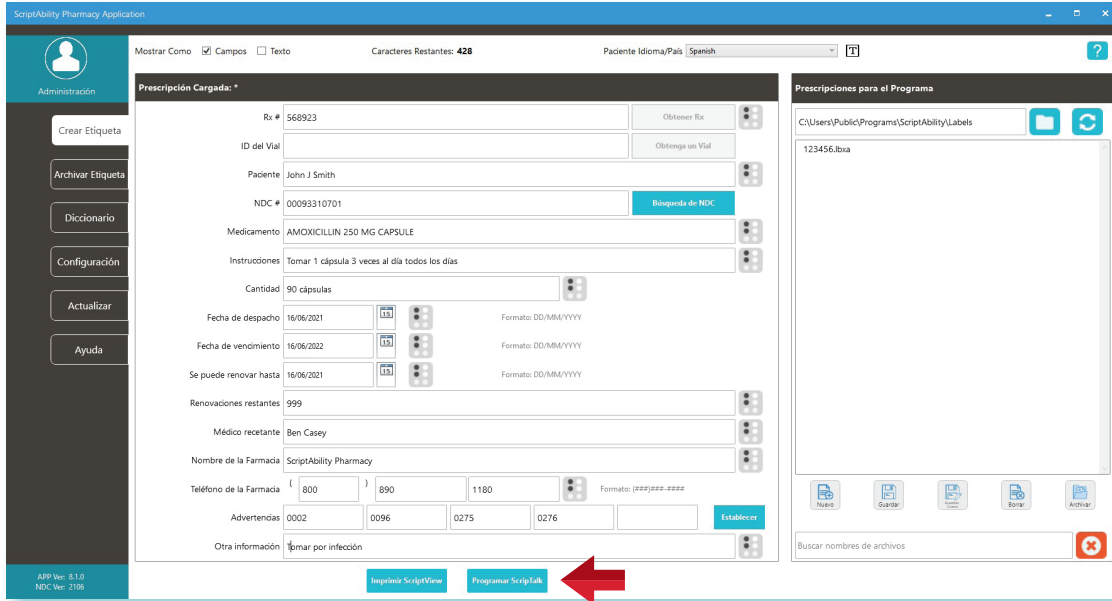 ScriptAbility Pharmacy Application
Administración
Crear Etiqueta
Archivar Etiqueta
Diccionario
Configuración
Actualizar
Ayuda
APP Ver: 8.1.0
NDC Ver: 2106
Mostrar Como Campos Texto Caracteres Restantes: 428 Paciente Idioma/País Spanish T ?
Prescripción Cargada: *
Rx # 568923 Obtener Rx
ID del Vial Obtenga un Vial
Paciente John J Smith
NDC # 00093310701 Búsqueda de NDC
Medicamento AMOXICILLIN 250 MG CAPSULE
Instrucciones Tomar 1 cápsula 3 veces al día todos los días
Cantidad 90 cápsulas
Fecha de despacho 16/06/2021 15 Formato: DD/MM/YYYY
Fecha de vencimiento 16/06/2022 15 Formato: DD/MM/YYYY
Se puede renovar hasta 16/06/2021 15 Formato: DD/MM/YYYY
Renovaciones restantes 999
Médico recetante Ben Casey
Nombre de la Farmacia ScriptAbility Pharmacy
Teléfono de la Farmacia ( 800 ) 890 1180 Formato: (###)###-####
Advertencias 0002 0096 0275 0276 Establecer
Otra información Tomar por infección
Imprimir ScriptView Programar ScripTalk
Prescripciones para el Programa
C:\Users\Public\Programs\ScriptAbility\Labels
123456.lbxa
Nuevo Guardar Borrar Archivar
Buscar nombres de archivos